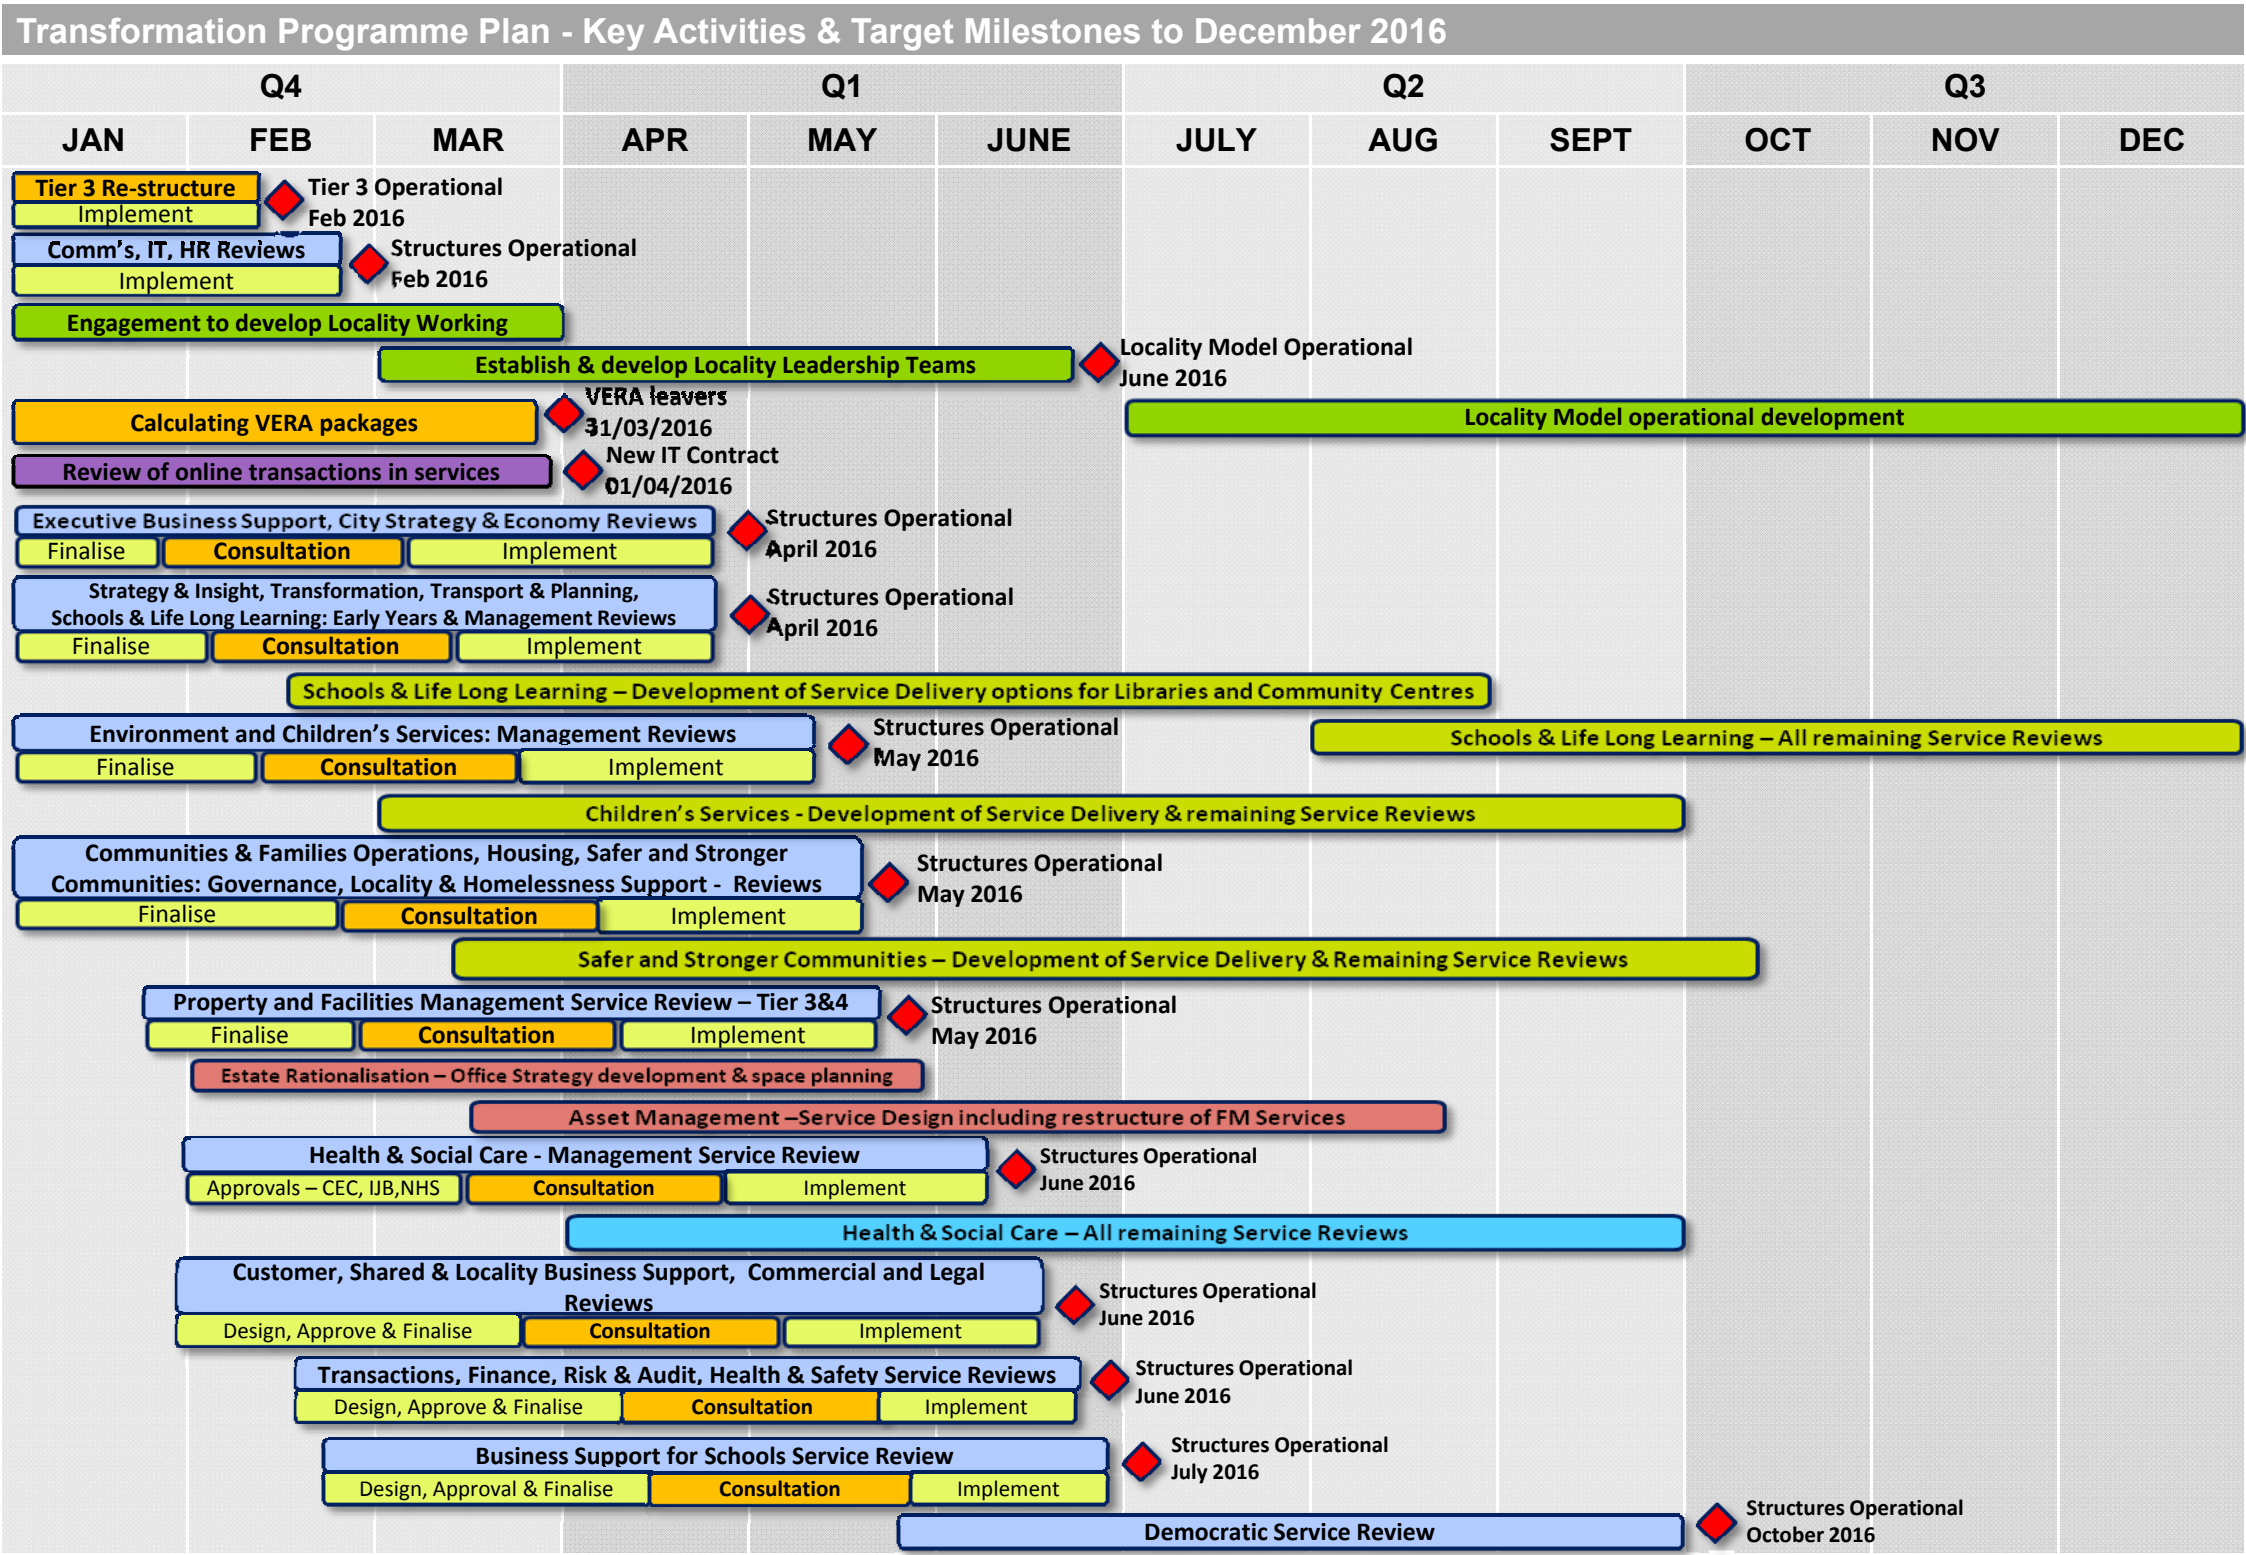 Transformation Programme Plan - Key Activities & Target Milestones to December 2016
Q4 Q1 Q2 Q3
JAN FEB MAR APR MAY JUNE JULY AUG SEPT OCT NOV DEC
Tier 3 Re-structure
Implement
Tier 3 Operational
Feb 2016
Comm's, IT, HR Reviews
Implement
Structures Operational
Feb 2016
Engagement to develop Locality Working
Establish & develop Locality Leadership Teams
Locality Model Operational
June 2016
Calculating VERA packages
VERA leavers
31/03/2016
Locality Model operational development
Review of online transactions in services
New IT Contract
01/04/2016
Executive Business Support, City Strategy & Economy Reviews
Finalise Consultation Implement
Structures Operational
April 2016
Strategy & Insight, Transformation, Transport & Planning,
Schools & Life Long Learning: Early Years & Management Reviews
Finalise Consultation Implement
Structures Operational
April 2016
Schools & Life Long Learning – Development of Service Delivery options for Libraries and Community Centres
Environment and Children's Services: Management Reviews
Finalise Consultation Implement
Structures Operational
May 2016
Schools & Life Long Learning – All remaining Service Reviews
Children's Services - Development of Service Delivery & remaining Service Reviews
Communities & Families Operations, Housing, Safer and Stronger
Communities: Governance, Locality & Homelessness Support - Reviews
Finalise Consultation Implement
Structures Operational
May 2016
Safer and Stronger Communities – Development of Service Delivery & Remaining Service Reviews
Property and Facilities Management Service Review – Tier 3&4
Finalise Consultation Implement
Structures Operational
May 2016
Estate Rationalisation – Office Strategy development & space planning
Asset Management –Service Design including restructure of FM Services
Health & Social Care - Management Service Review
Approvals – CEC, IJB,NHS Consultation Implement
Structures Operational
June 2016
Health & Social Care – All remaining Service Reviews
Customer, Shared & Locality Business Support, Commercial and Legal
Reviews
Design, Approve & Finalise Consultation Implement
Structures Operational
June 2016
Transactions, Finance, Risk & Audit, Health & Safety Service Reviews
Design, Approve & Finalise Consultation Implement
Structures Operational
June 2016
Business Support for Schools Service Review
Design, Approval & Finalise Consultation Implement
Structures Operational
July 2016
Democratic Service Review
Structures Operational
October 2016